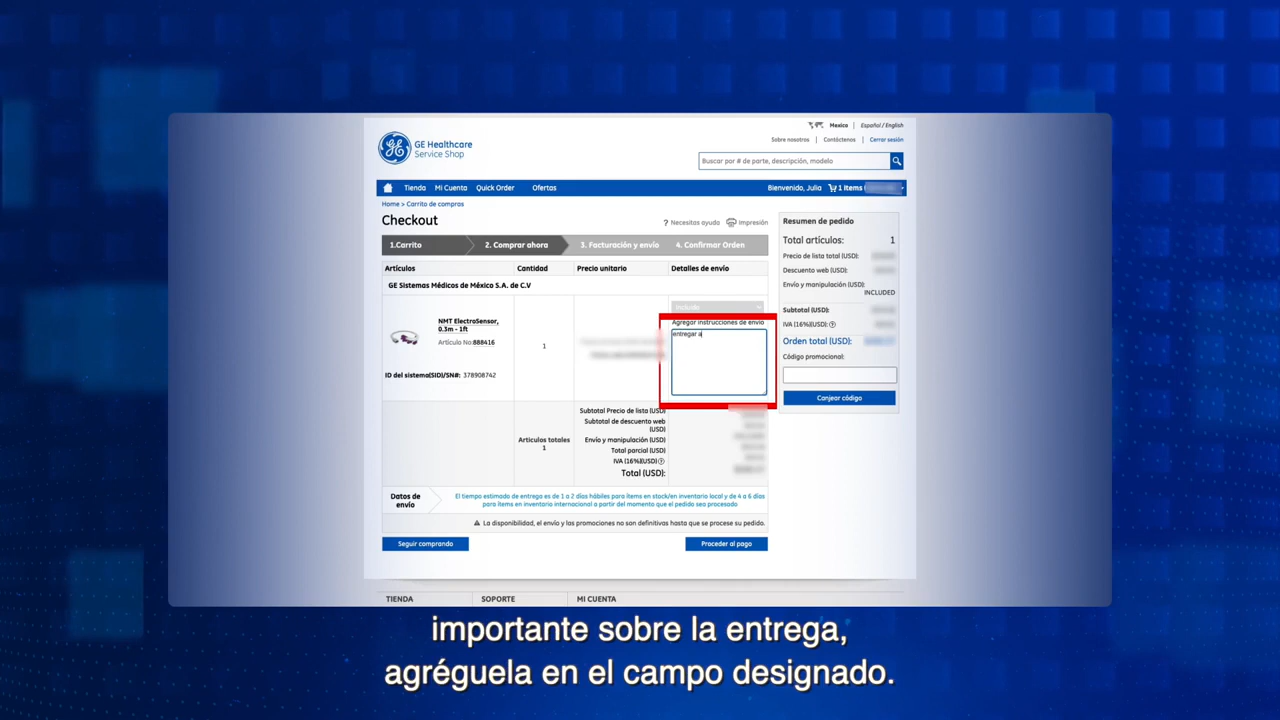 Mexico | Español / English
Sobre nosotros | Contáctenos | Cerrar sesión
GE Healthcare
Service Shop
Buscar por # de parte, descripción, modelo
Tienda Mi Cuenta Quick Order Ofertas Bienvenido, Julia 1 Items
Home > Carrito de compras
Checkout
? Necesitas ayuda Impresión
1.Carrito 2. Comprar ahora 3. Facturación y envío 4. Confirmar Orden
Artículos Cantidad Precio unitario Detalles de envío
GE Sistemas Médicos de México S.A. de C.V
Agregar instrucciones de envío
entregar a
NMT ElectroSensor,
0.3m - 1ft
Artículo No:888416
1
ID del sistema(SID)/SN#: 378908742
Subtotal Precio de lista (USD)
Subtotal de descuento web
(USD)
Envío y manipulación (USD)
Total parcial (USD)
IVA (16%)(USD)
Total (USD):
Articulos totales
1
Datos de
envío
El tiempo estimado de entrega es de 1 a 2 días hábiles para ítems en stock/en inventario local y de 4 a 6 días
para ítems en inventario internacional a partir del momento que el pedido sea procesado
La disponibilidad, el envío y las promociones no son definitivas hasta que se procese su pedido.
Seguir comprando Proceder al pago
Resumen de pedido
Total artículos: 1
Precio de lista total (USD):
Descuento web (USD):
Envío y manipulación (USD):
INCLUDED
Subtotal (USD):
IVA (16%)(USD):
Orden total (USD):
Código promocional:
Canjear código
TIENDA SOPORTE MI CUENTA
importante sobre la entrega,
agréguela en el campo designado.